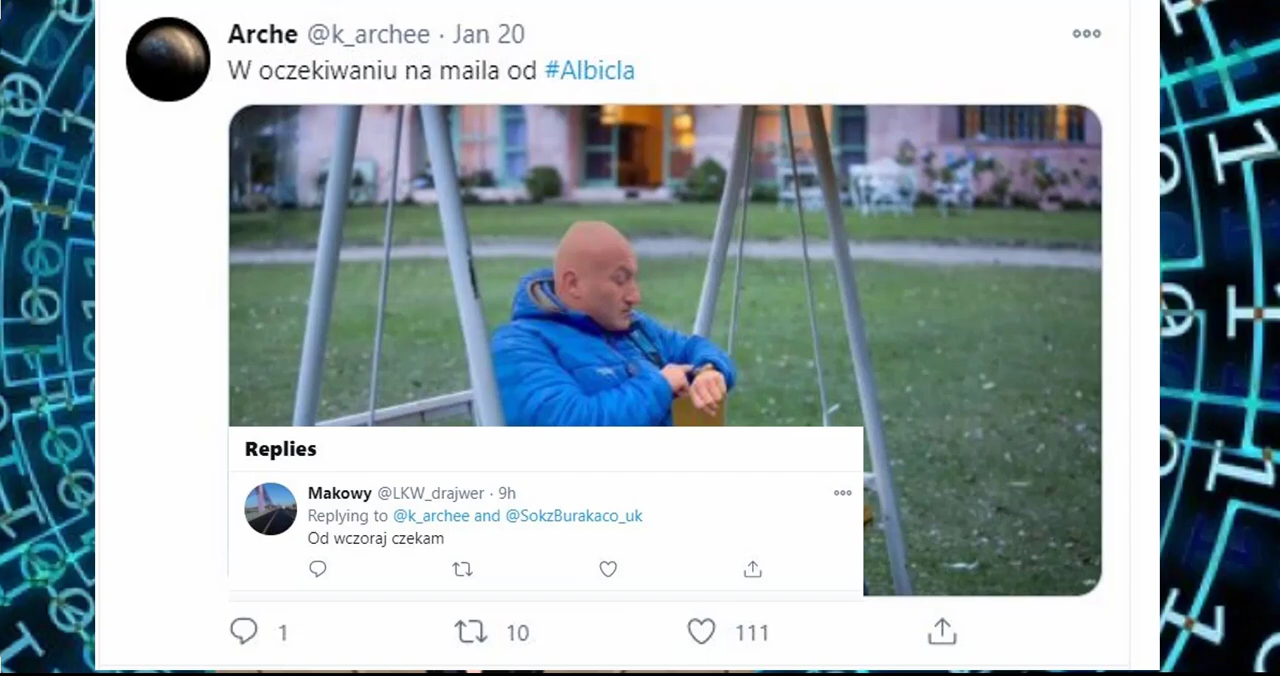 Arche @k_archee · Jan 20
W oczekiwaniu na maila od #Albicla
Replies
Makowy @LKW_drajwer · 9h
Replying to @k_archee and @SokzBurakaco_uk
Od wczoraj czekam
1 10 111